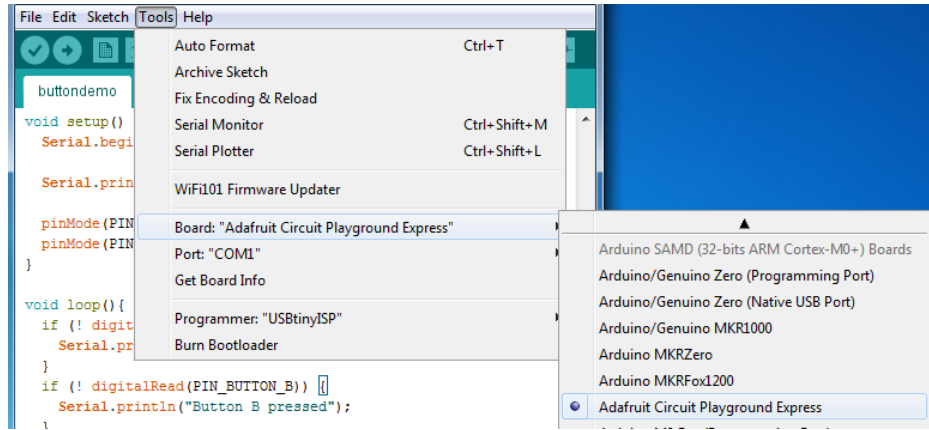 File Edit Sketch Tools Help
buttondemo
Auto Format Ctrl+T
Archive Sketch
Fix Encoding & Reload
Serial Monitor Ctrl+Shift+M
Serial Plotter Ctrl+Shift+L
WiFi101 Firmware Updater
Board: "Adafruit Circuit Playground Express"
Port: "COM1"
Get Board Info
Programmer: "USBtinyISP"
Burn Bootloader
void setup()
Serial.begi
Serial.prin
pinMode(PIN
pinMode(PIN
}
void loop(){
if (! digit
Serial.pr
}
if (! digitalRead(PIN_BUTTON_B)) {
Serial.println("Button B pressed");
}
Arduino SAMD (32-bits ARM Cortex-M0+) Boards
Arduino/Genuino Zero (Programming Port)
Arduino/Genuino Zero (Native USB Port)
Arduino/Genuino MKR1000
Arduino MKRZero
Arduino MKRFox1200
Adafruit Circuit Playground Express